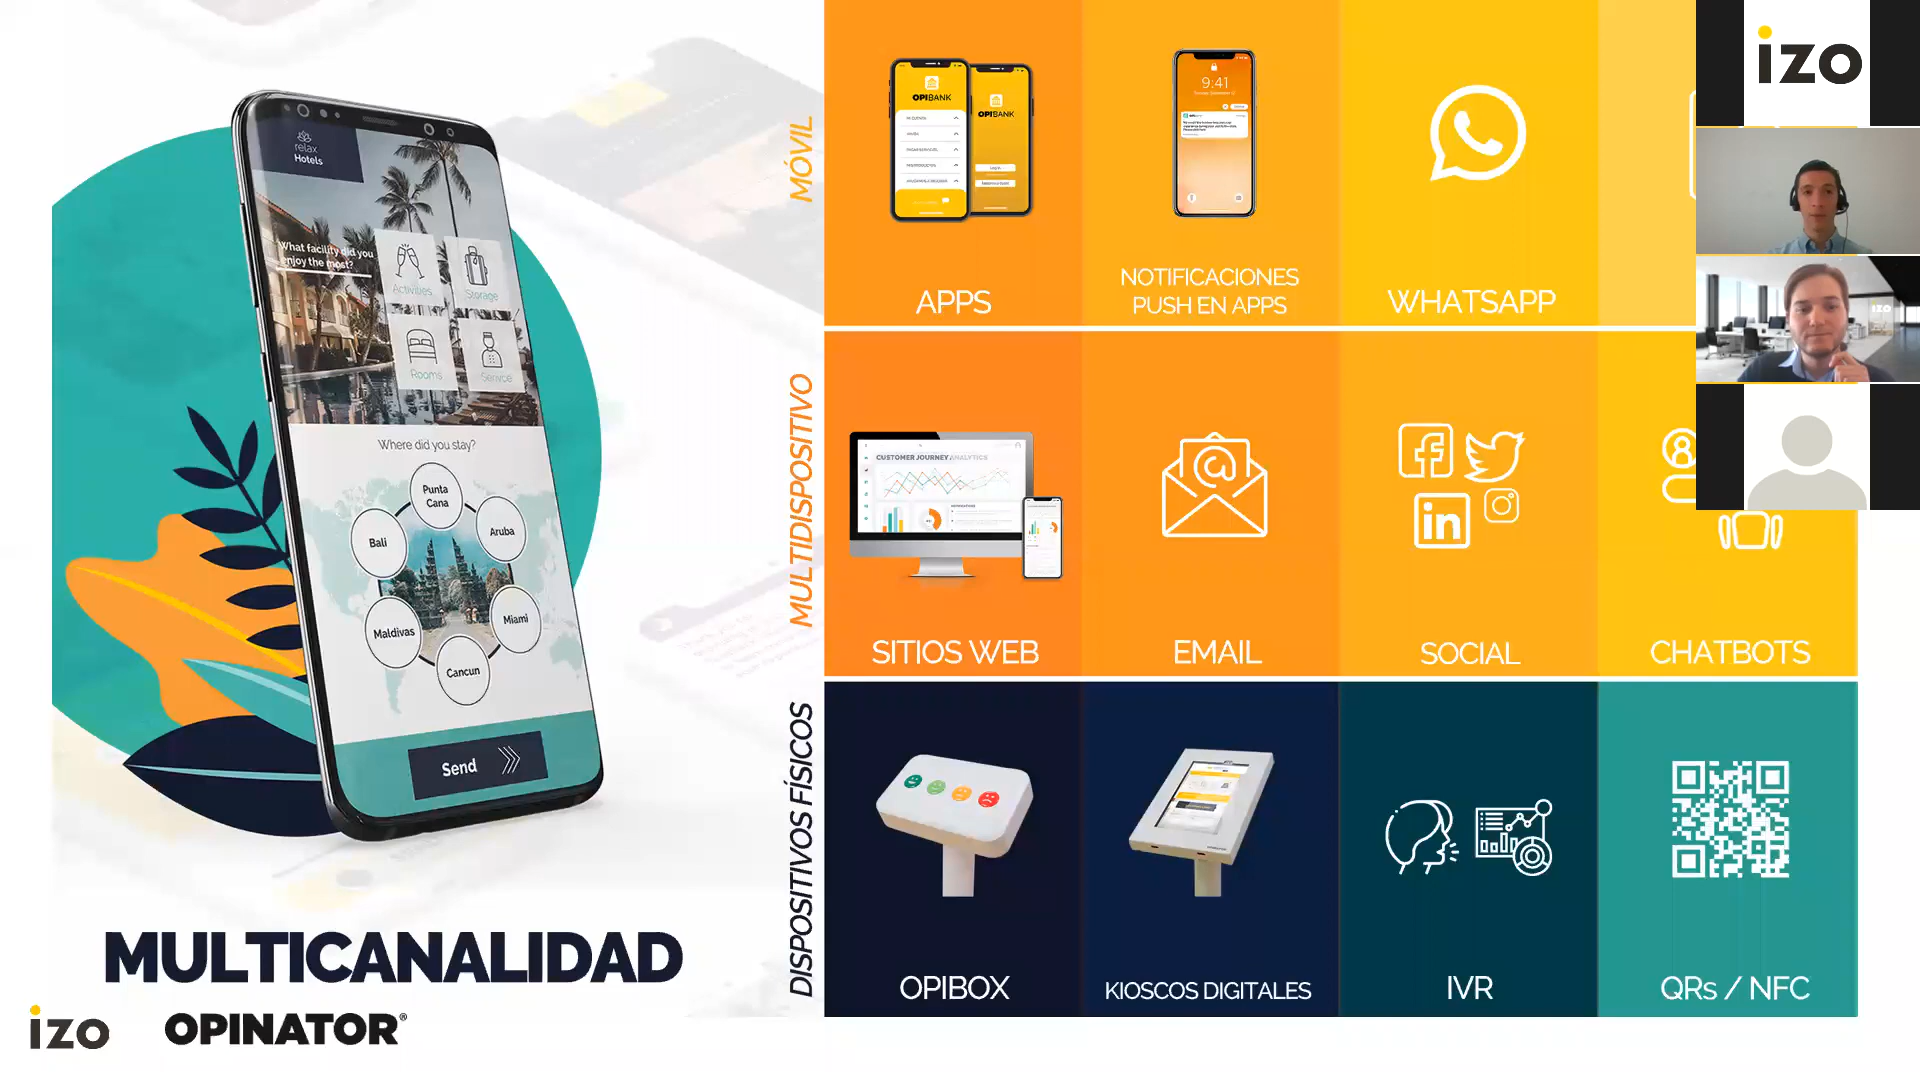 relax
Hotels
What facility did you
enjoy the most?
Activities
Storage
Rooms
Service
Where did you stay?
Punta
Cana
Bali
Aruba
Maldivas
Miami
Cancun
Send
MULTICANALIDAD
izo
OPINATOR®
MÓVIL
OPIBANK
OPIBANK
APPS
9:41
NOTIFICACIONES
PUSH EN APPS
WHATSAPP
MULTIDISPOSITIVO
CUSTOMER JOURNEY ANALYTICS
SITIOS WEB
EMAIL
in
SOCIAL
CHATBOTS
DISPOSITIVOS FÍSICOS
OPIBOX
KIOSCOS DIGITALES
IVR
QRs / NFC
izo
izo